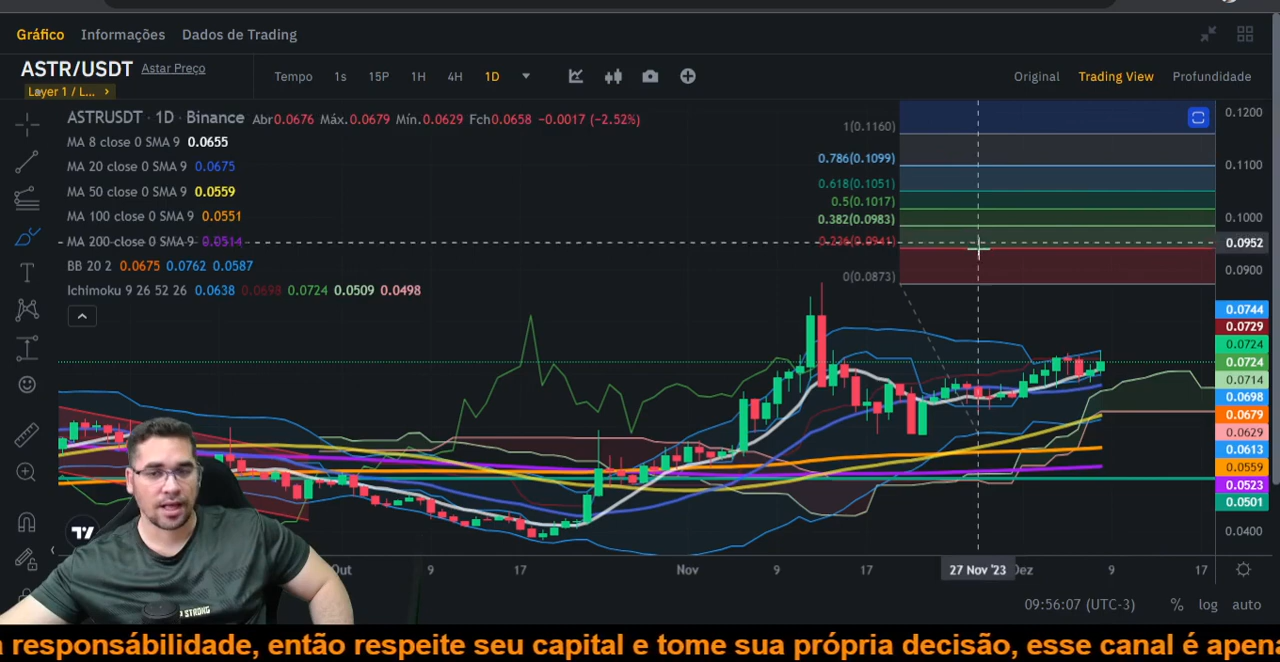 Gráfico Informações Dados de Trading
ASTR/USDT Astar Preço
Layer 1 / L... >
Tempo 1s 15P 1H 4H 1D
Original Trading View Profundidade
ASTRUSDT · 1D · Binance Abr0.0676 Máx.0.0679 Mín.0.0629 Fch0.0658 −0.0017 (−2.52%)
MA 8 close 0 SMA 9 0.0655
MA 20 close 0 SMA 9 0.0675
MA 50 close 0 SMA 9 0.0559
MA 100 close 0 SMA 9 0.0551
MA 200 close 0 SMA 9 0.0514
BB 20 2 0.0675 0.0762 0.0587
Ichimoku 9 26 52 26 0.0638 0.0698 0.0724 0.0509 0.0498
1(0.1160)
0.786(0.1099)
0.618(0.1051)
0.5(0.1017)
0.382(0.0983)
0.236(0.0941)
0(0.0873)
0.1200
0.1100
0.1000
0.0952
0.0900
0.0744
0.0729
0.0724
0.0724
0.0714
0.0698
0.0679
0.0629
0.0613
0.0559
0.0523
0.0501
0.0400
Out 9 17 Nov 9 17 27 Nov '23 Dez 9 17
09:56:07 (UTC-3) % log auto
STRONG
a responsábilidade, então respeite seu capital e tome sua própria decisão, esse canal é apena